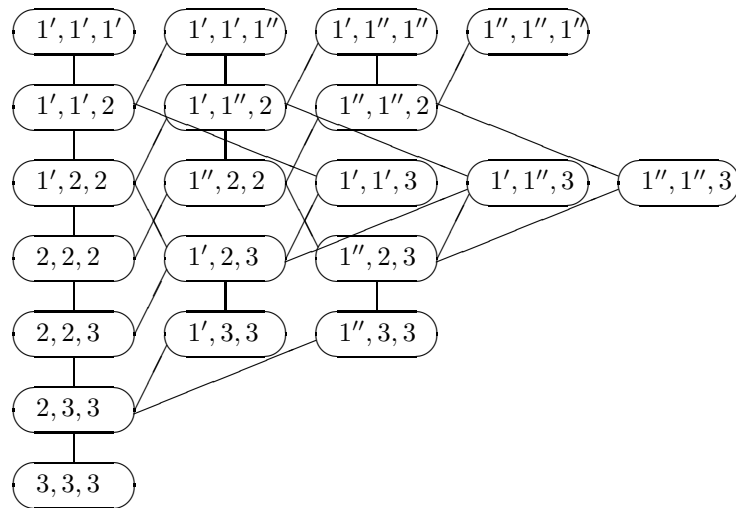 1′, 1′, 1′ 1′, 1′, 1″ 1′, 1″, 1″ 1″, 1″, 1″
1′, 1′, 2 1′, 1″, 2 1″, 1″, 2
1′, 2, 2 1″, 2, 2 1′, 1′, 3 1′, 1″, 3 1″, 1″, 3
2, 2, 2 1′, 2, 3 1″, 2, 3
2, 2, 3 1′, 3, 3 1″, 3, 3
2, 3, 3
3, 3, 3